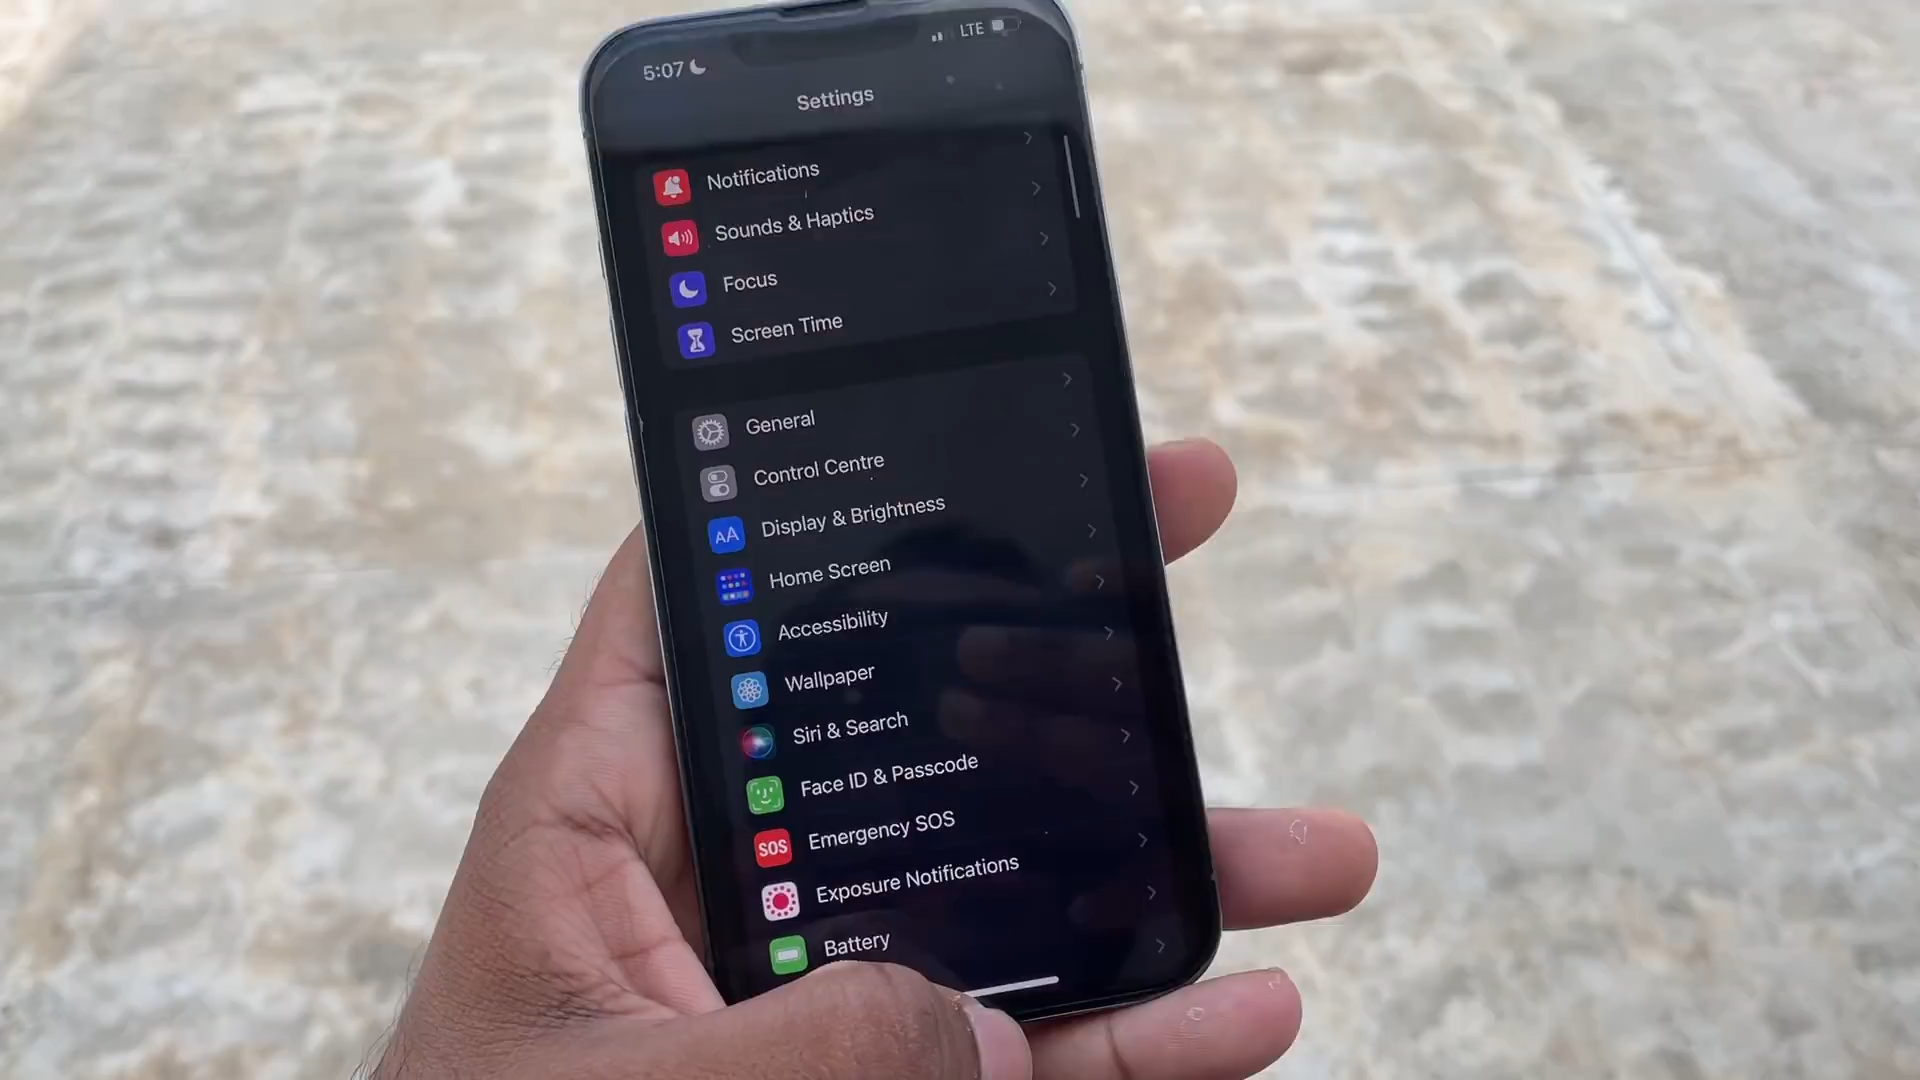 5:07
LTE
Settings
Notifications
Sounds & Haptics
Focus
Screen Time
General
Control Centre
AA
Display & Brightness
Home Screen
Accessibility
Wallpaper
Siri & Search
Face ID & Passcode
SOS
Emergency SOS
Exposure Notifications
Battery